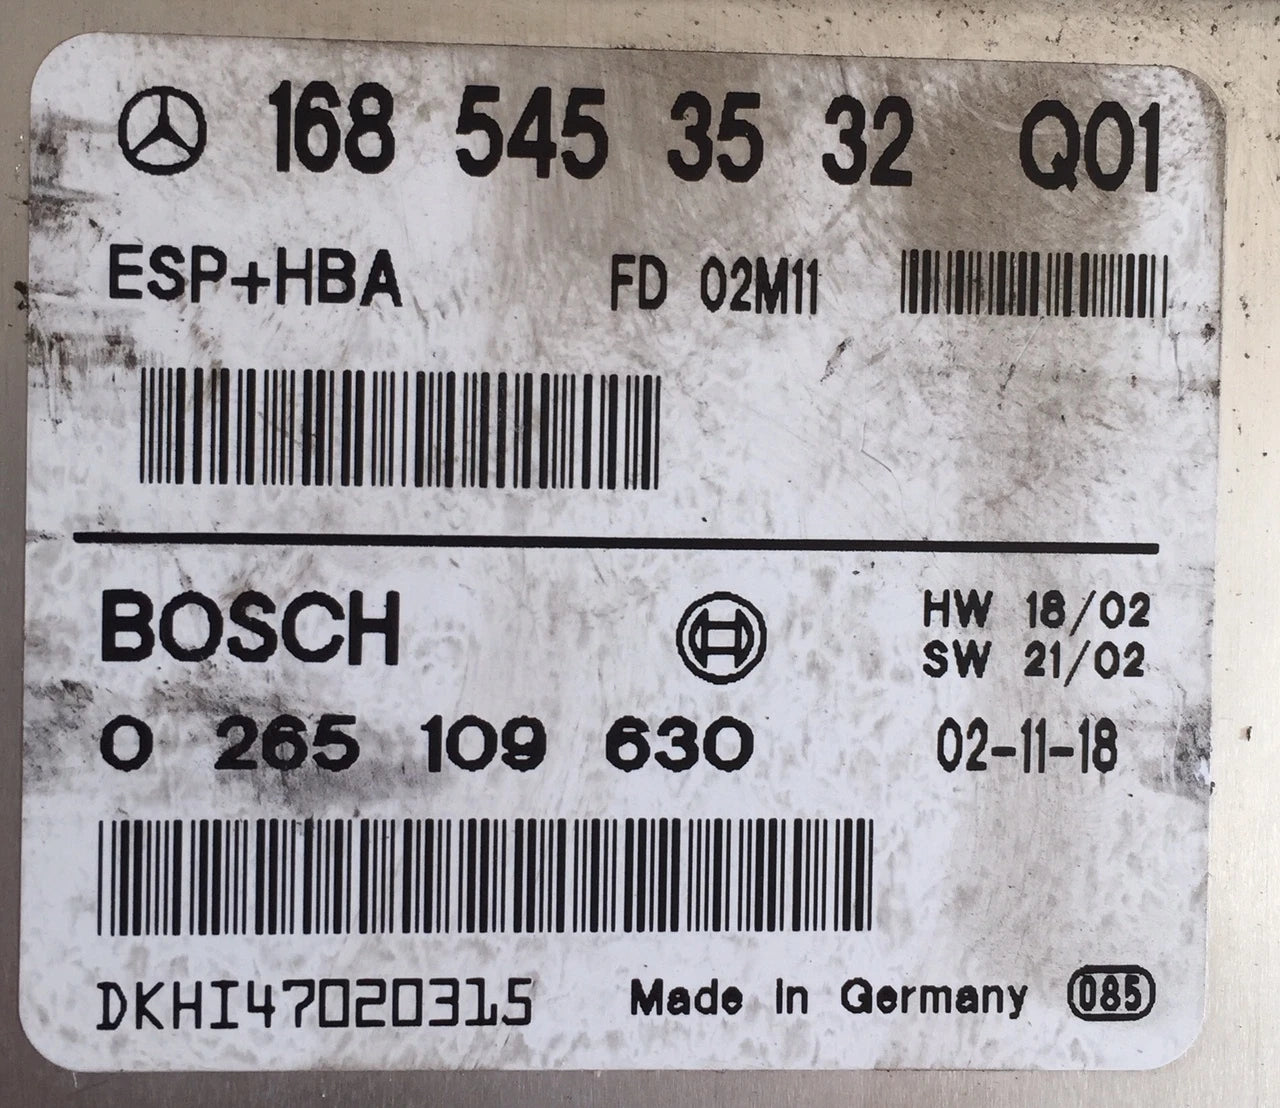 168 545 35 32 Q01
ESP+HBA FD 02M11
BOSCH HW 18/02
SW 21/02
0 265 109 630 02-11-18
DKHI47020315 Made in Germany 085